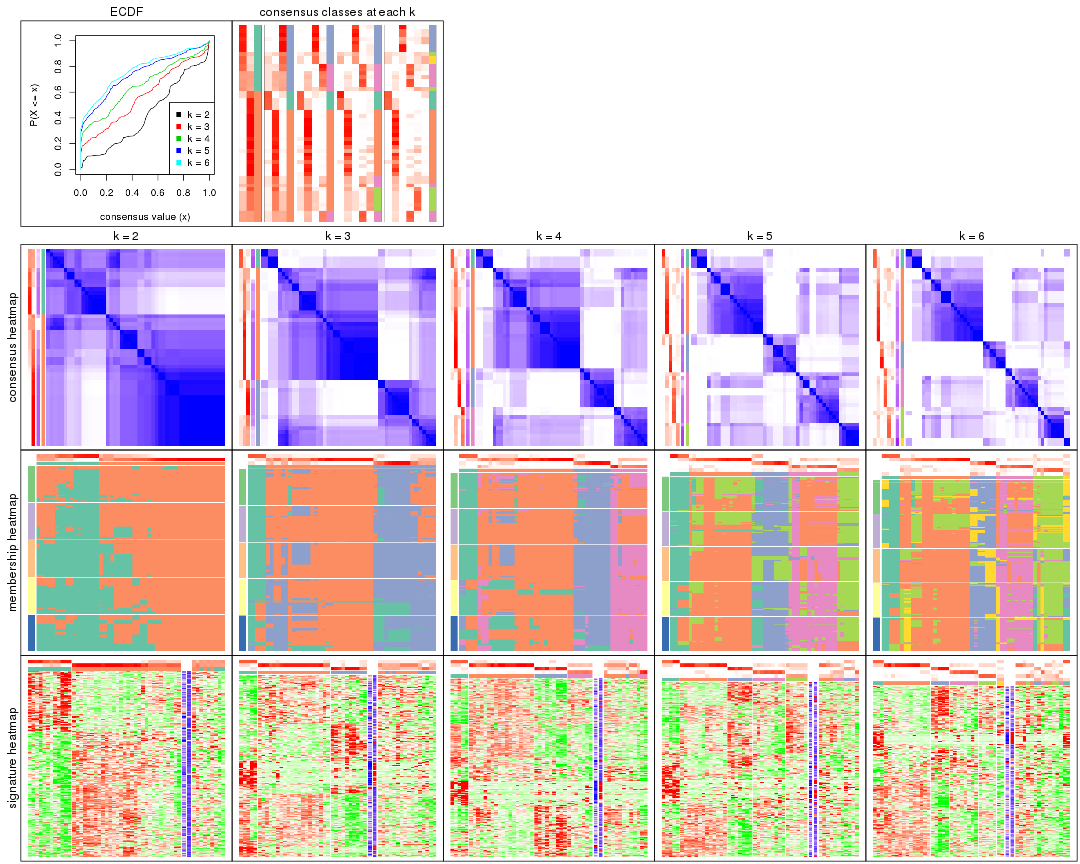 ECDF
consensus classes at each k
P(X <= x)
0.0
0.2
0.4
0.6
0.8
1.0
k = 2
k = 3
k = 4
k = 5
k = 6
0.0 0.2 0.4 0.6 0.8 1.0
consensus value (x)
k = 2
k = 3
k = 4
k = 5
k = 6
consensus heatmap
membership heatmap
signature heatmap